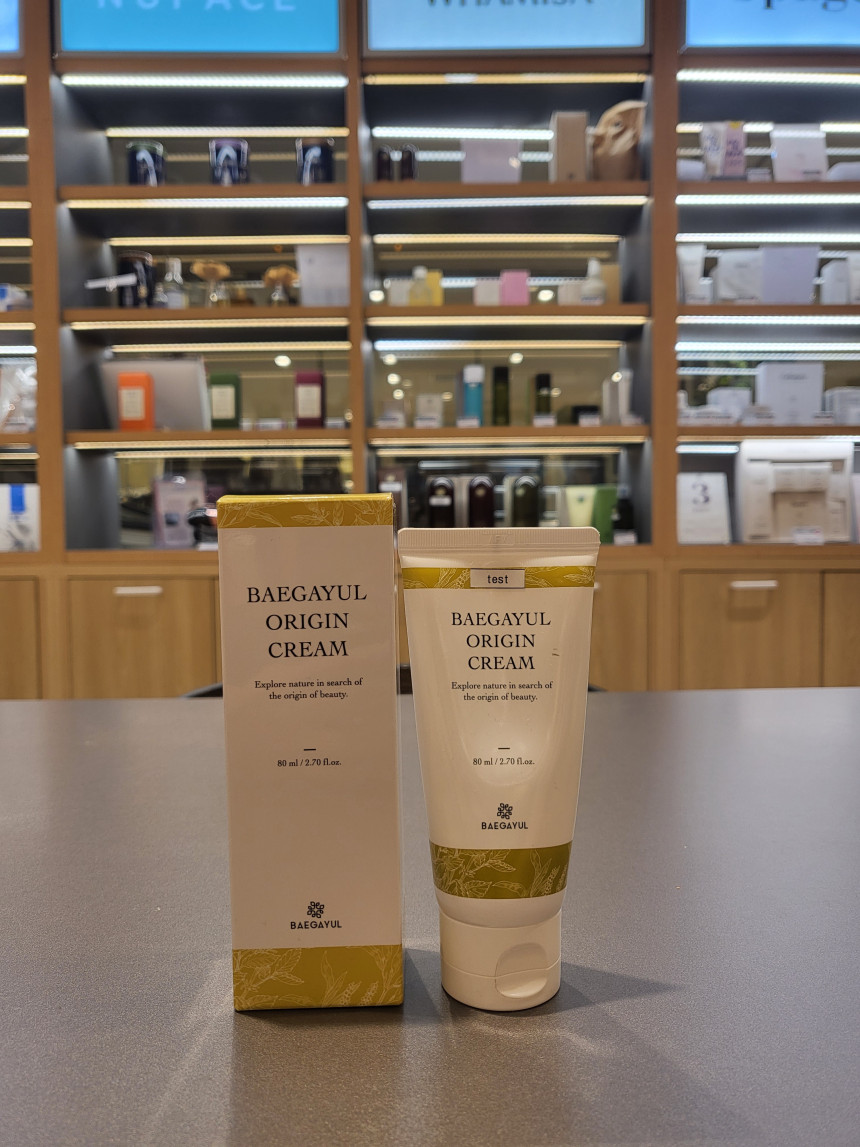 NUFACE
WHAMISA
BAEGAYUL
ORIGIN
CREAM
Explore nature in search of
the origin of beauty.
80 ml / 2.70 fl.oz.
BAEGAYUL
test
BAEGAYUL
ORIGIN
CREAM
Explore nature in search of
the origin of beauty.
80 ml / 2.70 fl.oz.
BAEGAYUL
3